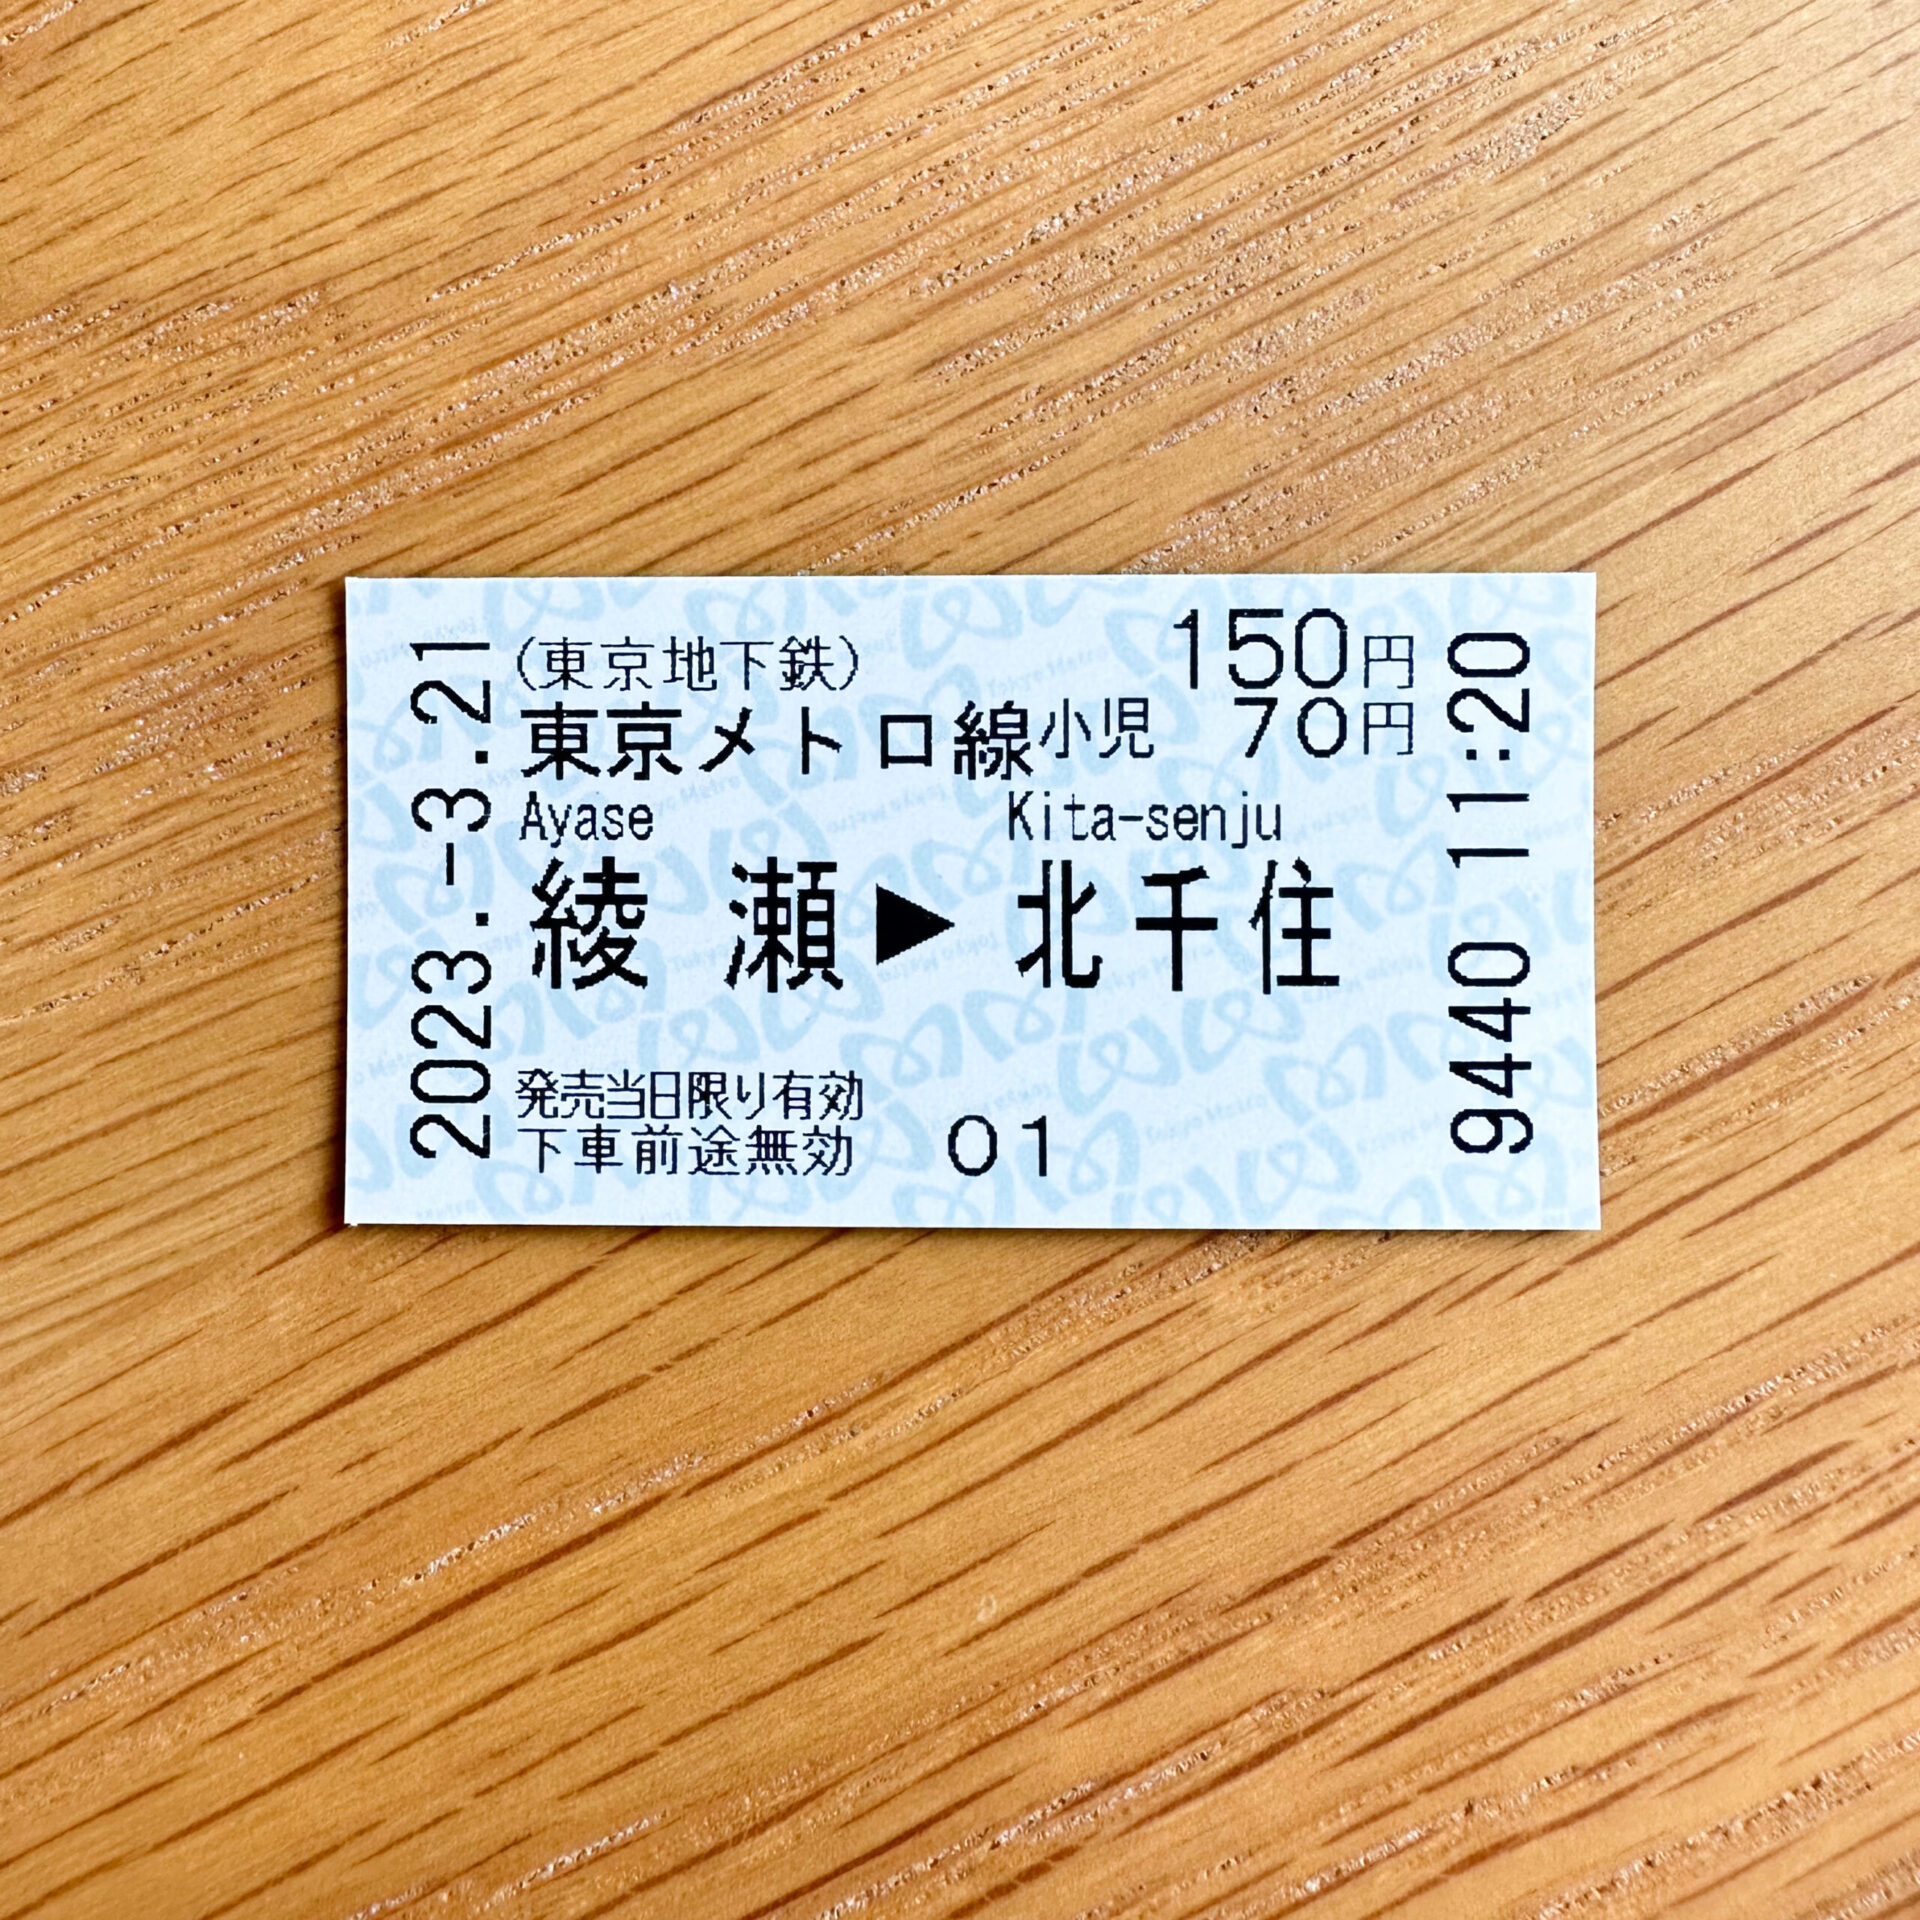 2023.-3.21
(東京地下鉄) 150円
東京メトロ線 小児 70円
Ayase Kita-senju
綾瀬▶北千住
発売当日限り有効
下車前途無効 01
9440 11:20